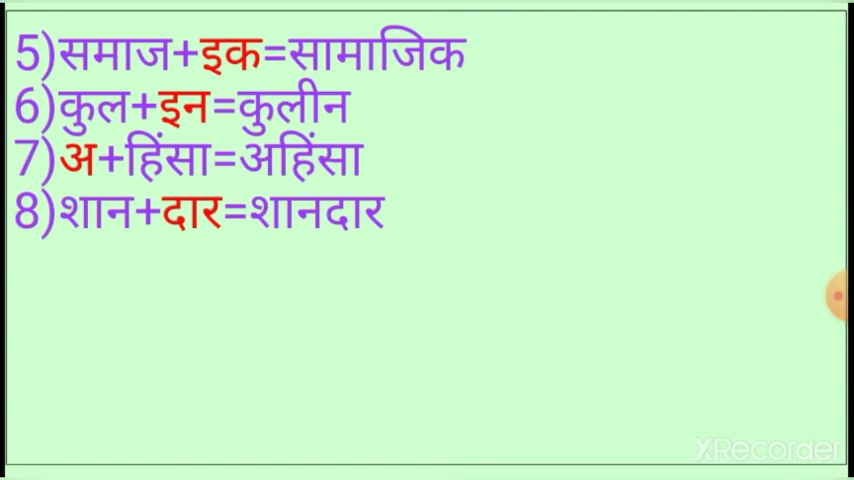 5)समाज+इक=सामाजिक
6)कुल+इन=कुलीन
7)अ+हिंसा=अहिंसा
8)शान+दार=शानदार
XRecorder